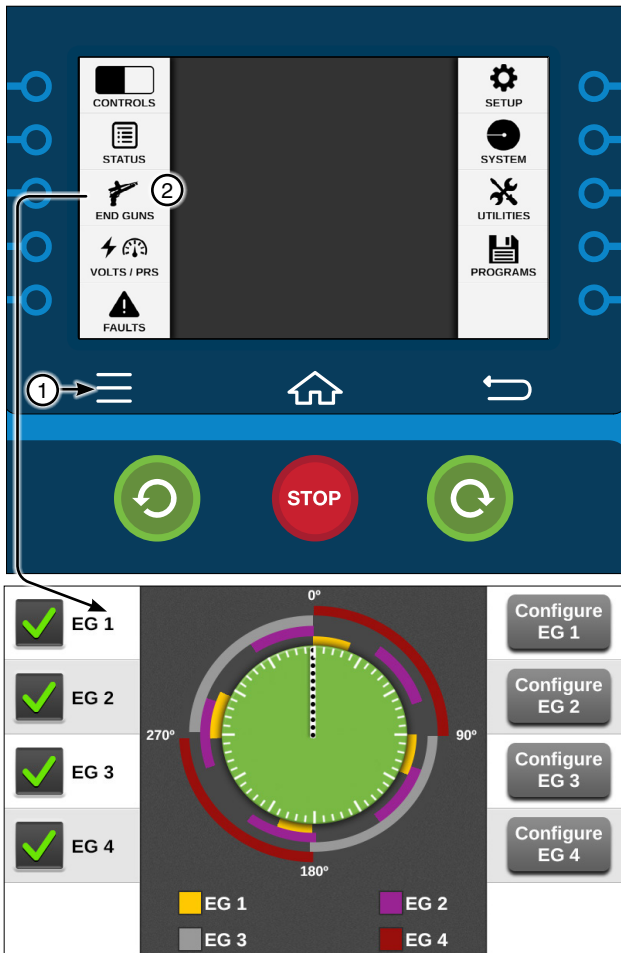 CONTROLS
SETUP
STATUS
SYSTEM
2
END GUNS
UTILITIES
VOLTS / PRS
PROGRAMS
FAULTS
1
STOP
0º
EG 1
Configure
EG 1
EG 2
Configure
EG 2
270º
90º
EG 3
Configure
EG 3
EG 4
Configure
EG 4
180º
EG 1
EG 2
EG 3
EG 4